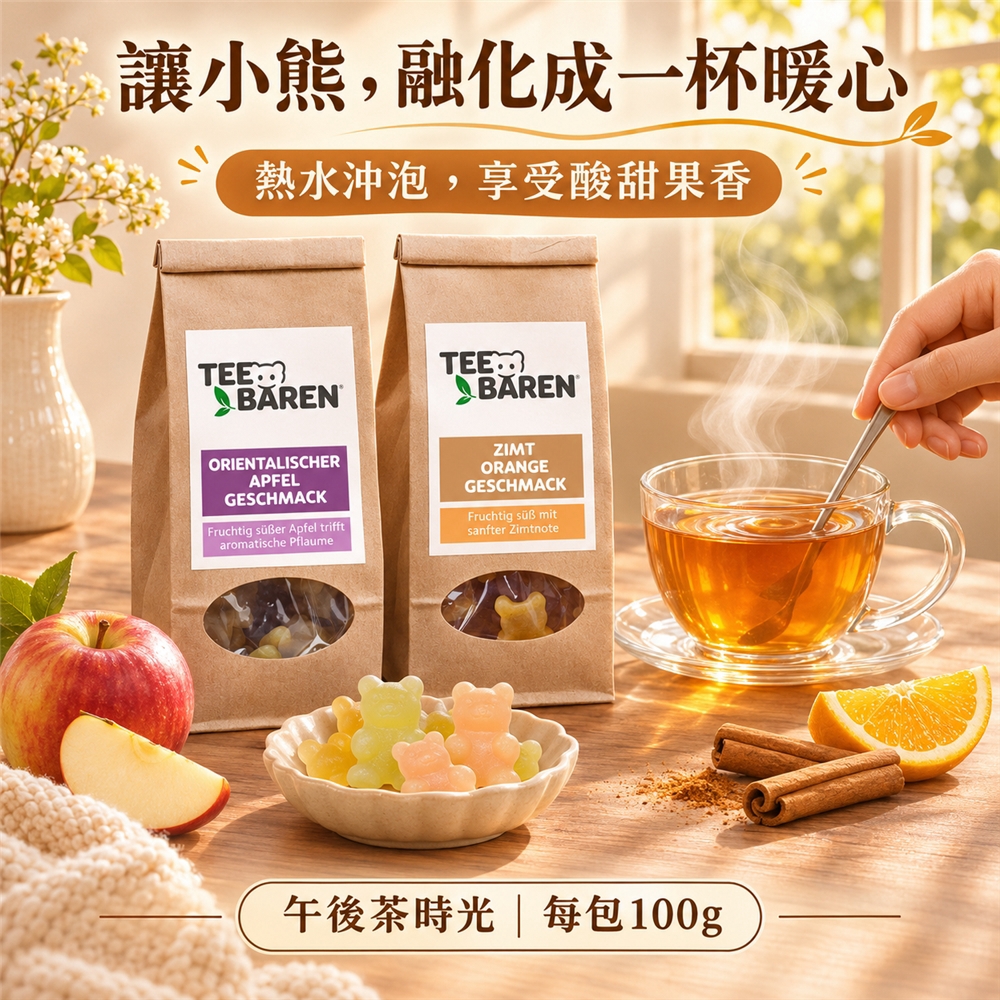 讓小熊,融化成一杯暖心
熱水沖泡,享受酸甜果香
TEE
BÄREN®
ORIENTALISCHER
APFEL
GESCHMACK
Fruchtig süßer Apfel trifft
aromatische Pflaume
TEE
BÄREN®
ZIMT
ORANGE
GESCHMACK
Fruchtig süß mit
sanfter Zimtnote
午後茶時光|每包100g